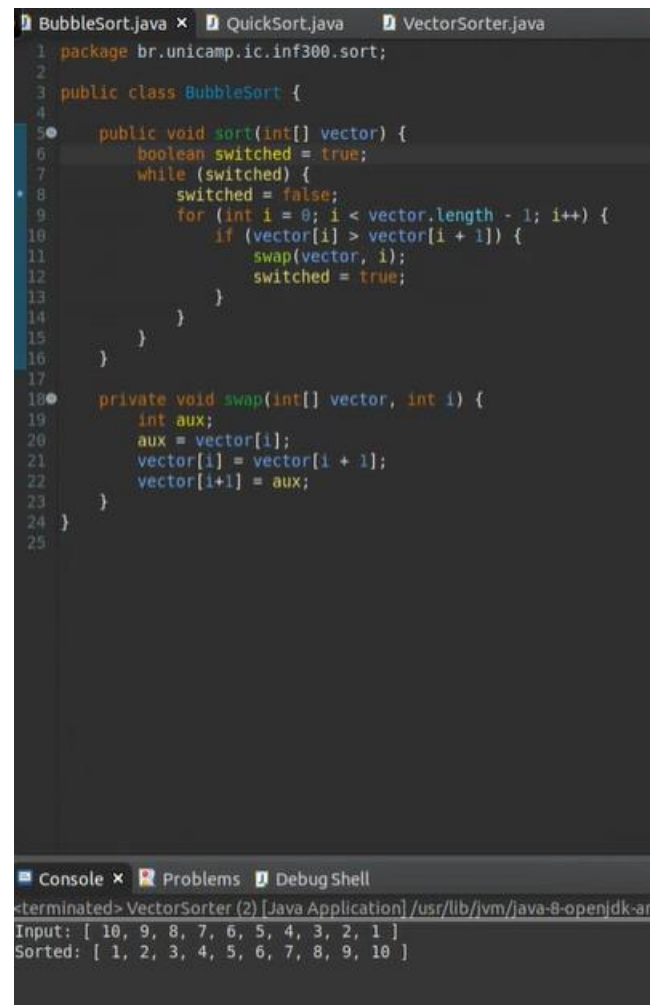 BubbleSort.java × QuickSort.java VectorSorter.java
1 package br.unicamp.ic.inf300.sort;
2
3 public class BubbleSort {
4
5 public void sort(int[] vector) {
6 boolean switched = true;
7 while (switched) {
8 switched = false;
9 for (int i = 0; i < vector.length - 1; i++) {
10 if (vector[i] > vector[i + 1]) {
11 swap(vector, i);
12 switched = true;
13 }
14 }
15 }
16 }
17
18 private void swap(int[] vector, int i) {
19 int aux;
20 aux = vector[i];
21 vector[i] = vector[i + 1];
22 vector[i+1] = aux;
23 }
24 }
25
Console × Problems Debug Shell
<terminated> VectorSorter (2) [Java Application] /usr/lib/jvm/java-8-openjdk-a
Input: [ 10, 9, 8, 7, 6, 5, 4, 3, 2, 1 ]
Sorted: [ 1, 2, 3, 4, 5, 6, 7, 8, 9, 10 ]